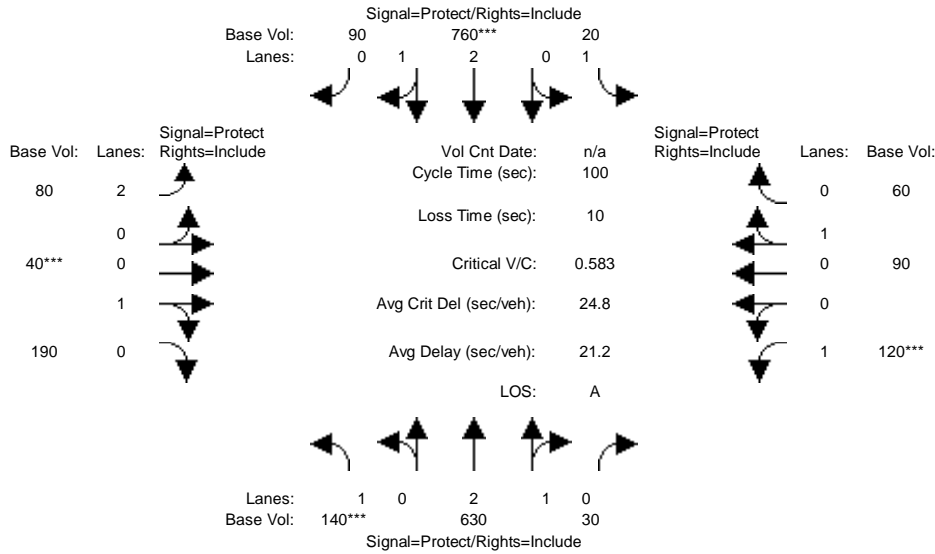 Signal=Protect/Rights=Include
Base Vol: 90 760*** 20
Lanes: 0 1 2 0 1
Signal=Protect
Base Vol: Lanes: Rights=Include
Vol Cnt Date: n/a
Signal=Protect
Rights=Include Lanes: Base Vol:
Cycle Time (sec): 100
80 2
0 60
Loss Time (sec): 10
0
1
40*** 0
Critical V/C: 0.583
0 90
1
Avg Crit Del (sec/veh): 24.8
0
190 0
Avg Delay (sec/veh): 21.2
1 120***
LOS: A
Lanes: 1 0 2 1 0
Base Vol: 140*** 630 30
Signal=Protect/Rights=Include